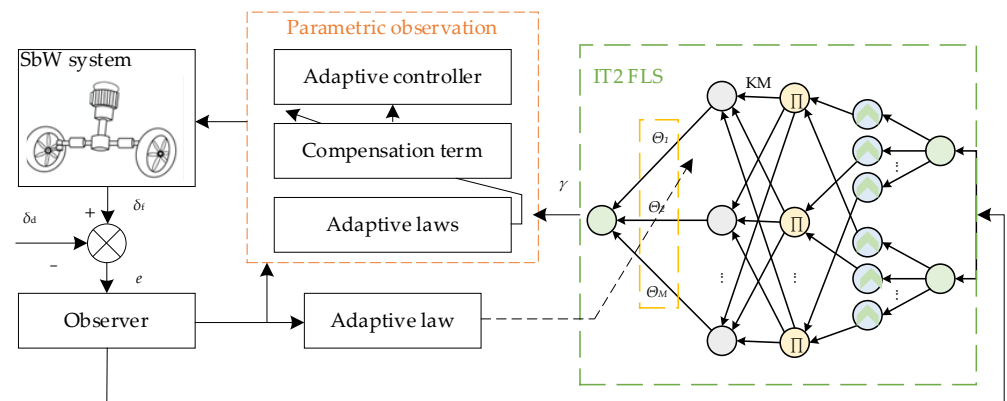 Parametric observation
SbW system
Adaptive controller
Compensation term
Adaptive laws
IT2 FLS
KM
∏
∏
∏
Θ1
Θ2
ΘM
γ
δd
+
δf
−
e
Observer
Adaptive law
⋮
⋮
⋮
⋮